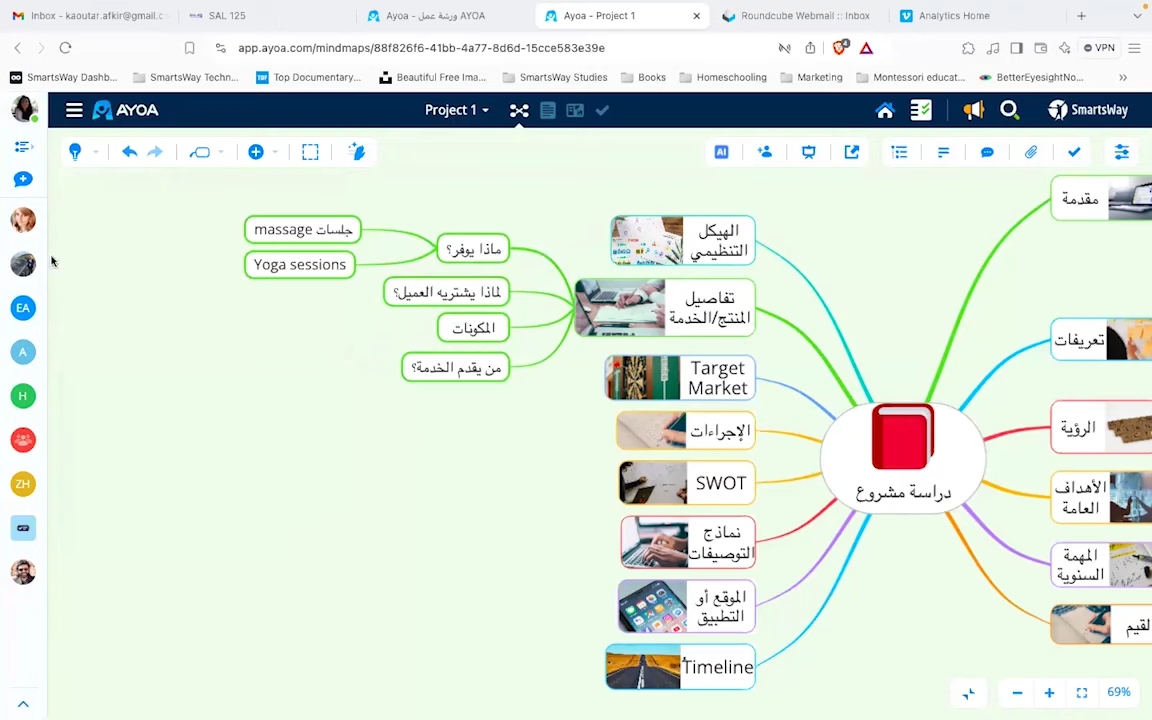 Inbox - kaoutar.afkir@gmail.c
SAL 125
Ayoa - ورشة عمل - AYOA
Ayoa - Project 1
Roundcube Webmail :: Inbox
Analytics Home
app.ayoa.com/mindmaps/88f826f6-41bb-4a77-8d6d-15cce583e39e
4
VPN
SmartsWay Dashb...
SmartsWay Techn...
Top Documentary...
Beautiful Free Ima...
SmartsWay Studies
Books
Homeschooling
Marketing
Montessori educat...
BetterEyesightNo...
AYOA
Project 1
SmartsWay
AI
EA
A
H
ZH
دراسة مشروع
مقدمة
تعريفات
الرؤية
الأهداف
العامة
المهمة
السنوية
لقيم
الهيكل
التنظيمي
تفاصيل
المنتج/الخدمة
ماذا يوفر؟
جلسات massage
Yoga sessions
لماذا يشتريه العميل؟
المكونات
من يقدم الخدمة؟
Target
Market
الإجراءات
SWOT
نماذج
التوصيفات
الموقع أو
التطبيق
Timeline
69%